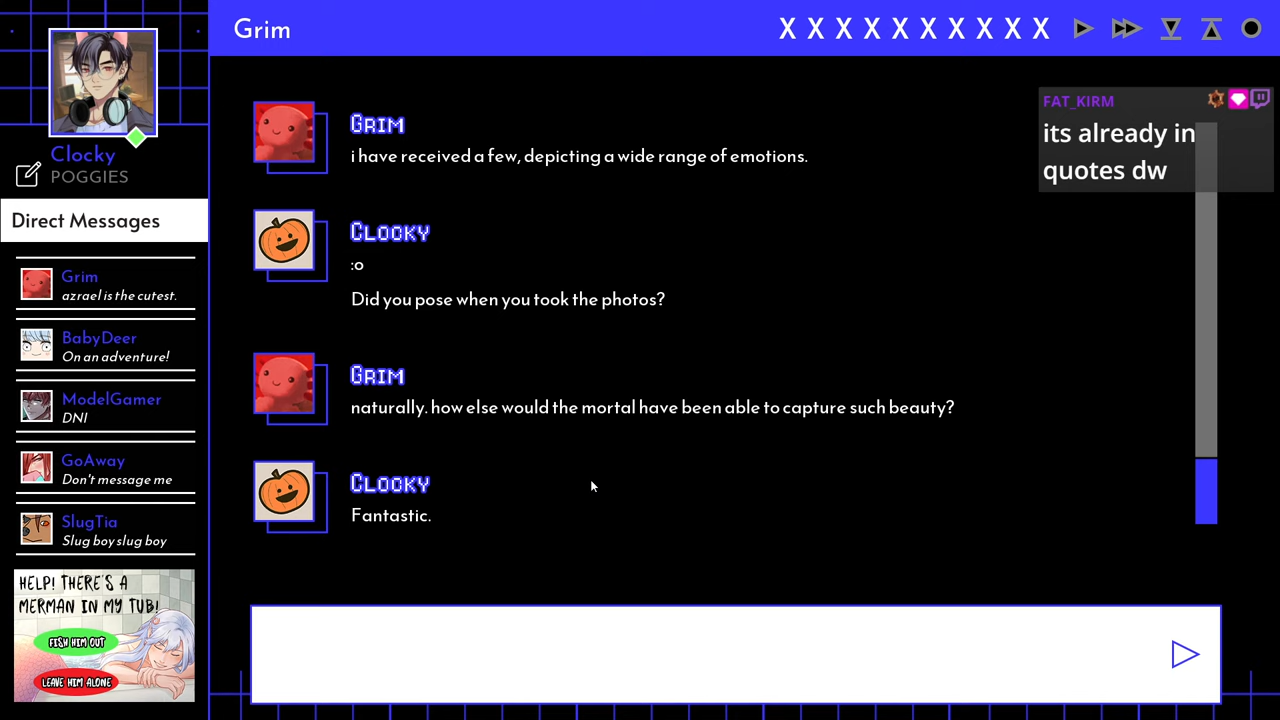 Clocky
POGGIES
Direct Messages
Grim
azrael is the cutest.
BabyDeer
On an adventure!
ModelGamer
DNI
GoAway
Don't message me
SlugTia
Slug boy slug boy
HELP! THERE'S A
MERMAN IN MY TUB!
FISH HIM OUT
LEAVE HIM ALONE
Grim
X X X X X X X X X X
GRIM
i have received a few, depicting a wide range of emotions.
CLOCKY
:o
Did you pose when you took the photos?
GRIM
naturally. how else would the mortal have been able to capture such beauty?
CLOCKY
Fantastic.
FAT_KIRM
its already in
quotes dw